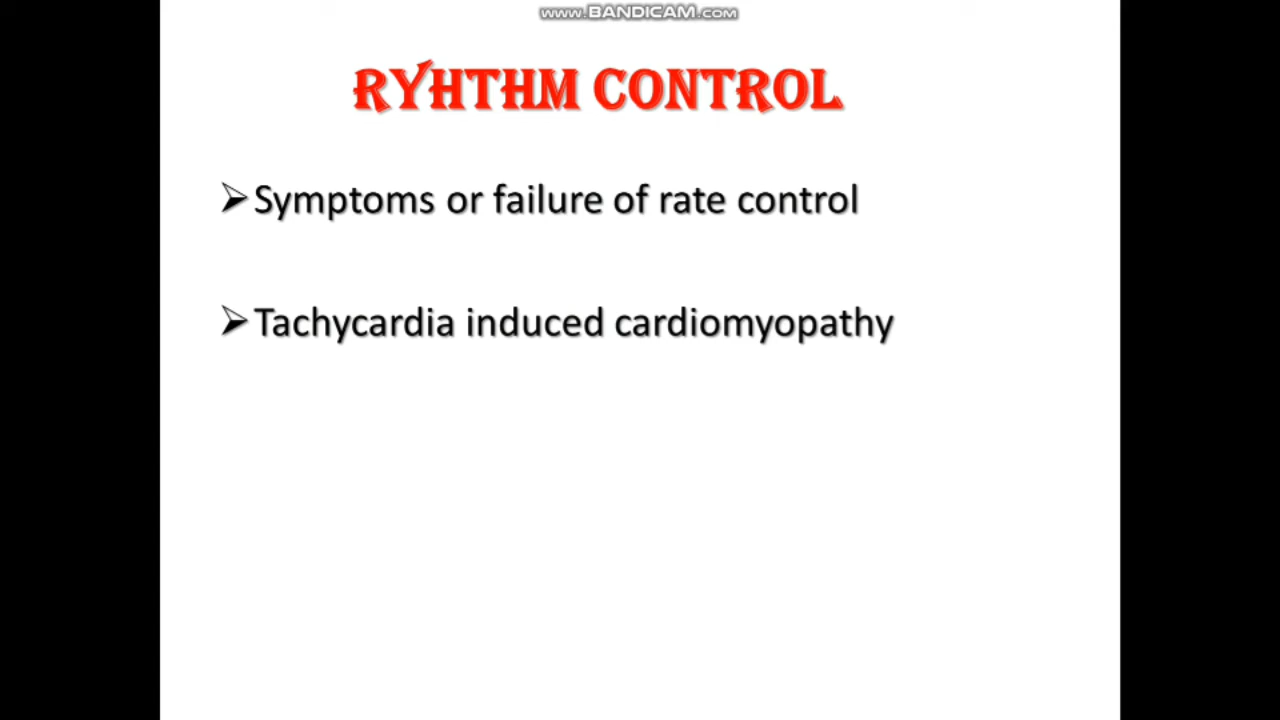 www.BANDICAM.com
RYHTHM CONTROL
Symptoms or failure of rate control
Tachycardia induced cardiomyopathy